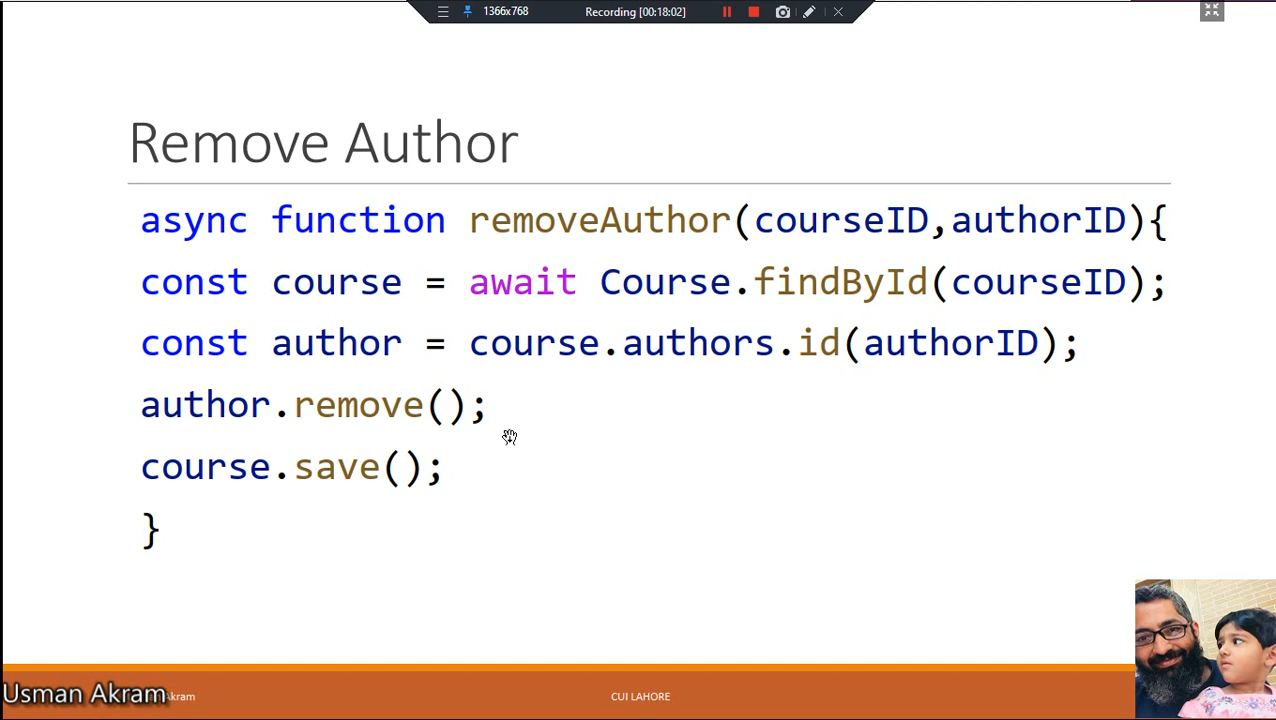 1366x768 Recording [00:18:02]
Remove Author
async function removeAuthor(courseID,authorID){
const course = await Course.findById(courseID);
const author = course.authors.id(authorID);
author.remove();
course.save();
}
Usman Akram
Akram
CUI LAHORE